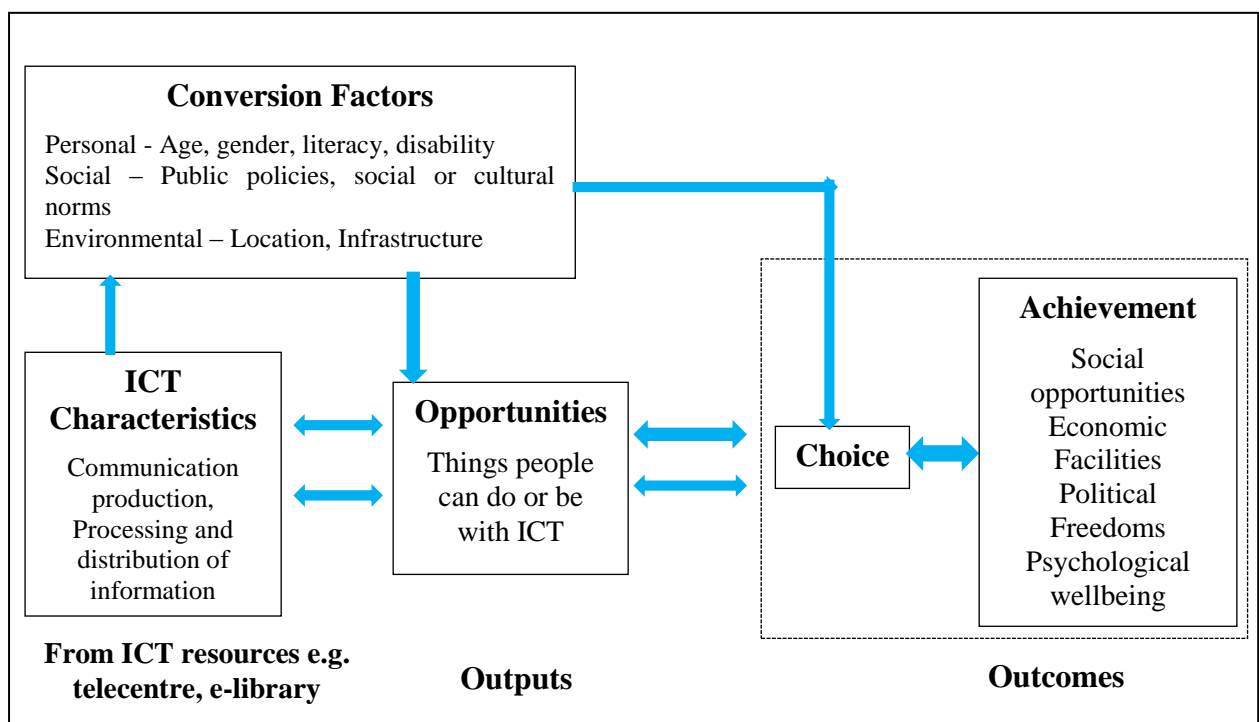 Conversion Factors
Personal - Age, gender, literacy, disability
Social – Public policies, social or cultural
norms
Environmental – Location, Infrastructure
ICT
Characteristics
Communication
production,
Processing and
distribution of
information
From ICT resources e.g.
telecentre, e-library
Opportunities
Things people
can do or be
with ICT
Outputs
Choice
Achievement
Social
opportunities
Economic
Facilities
Political
Freedoms
Psychological
wellbeing
Outcomes